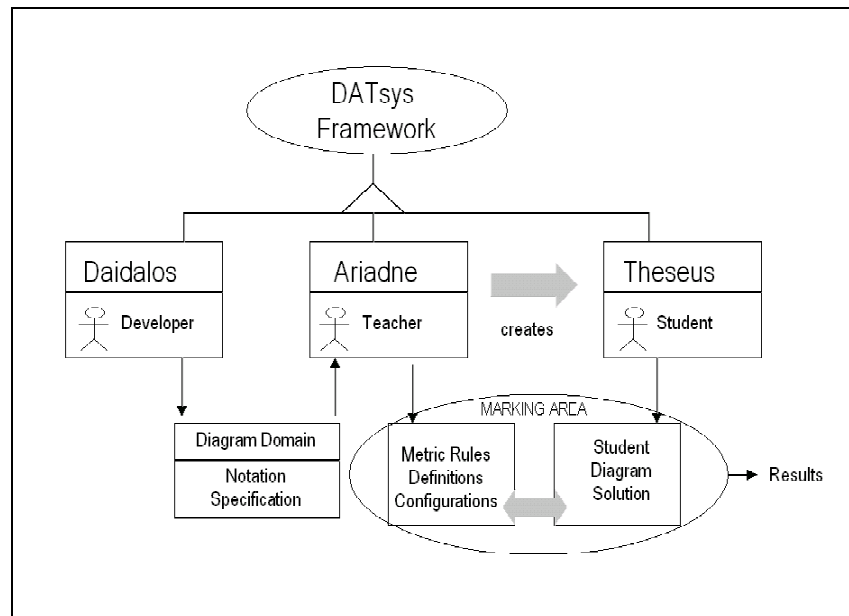 DATsys
Framework
Daidalos
Developer
Ariadne
Teacher
creates
Theseus
Student
Diagram Domain
Notation
Specification
MARKING AREA
Metric Rules
Definitions
Configurations
Student
Diagram
Solution
Results